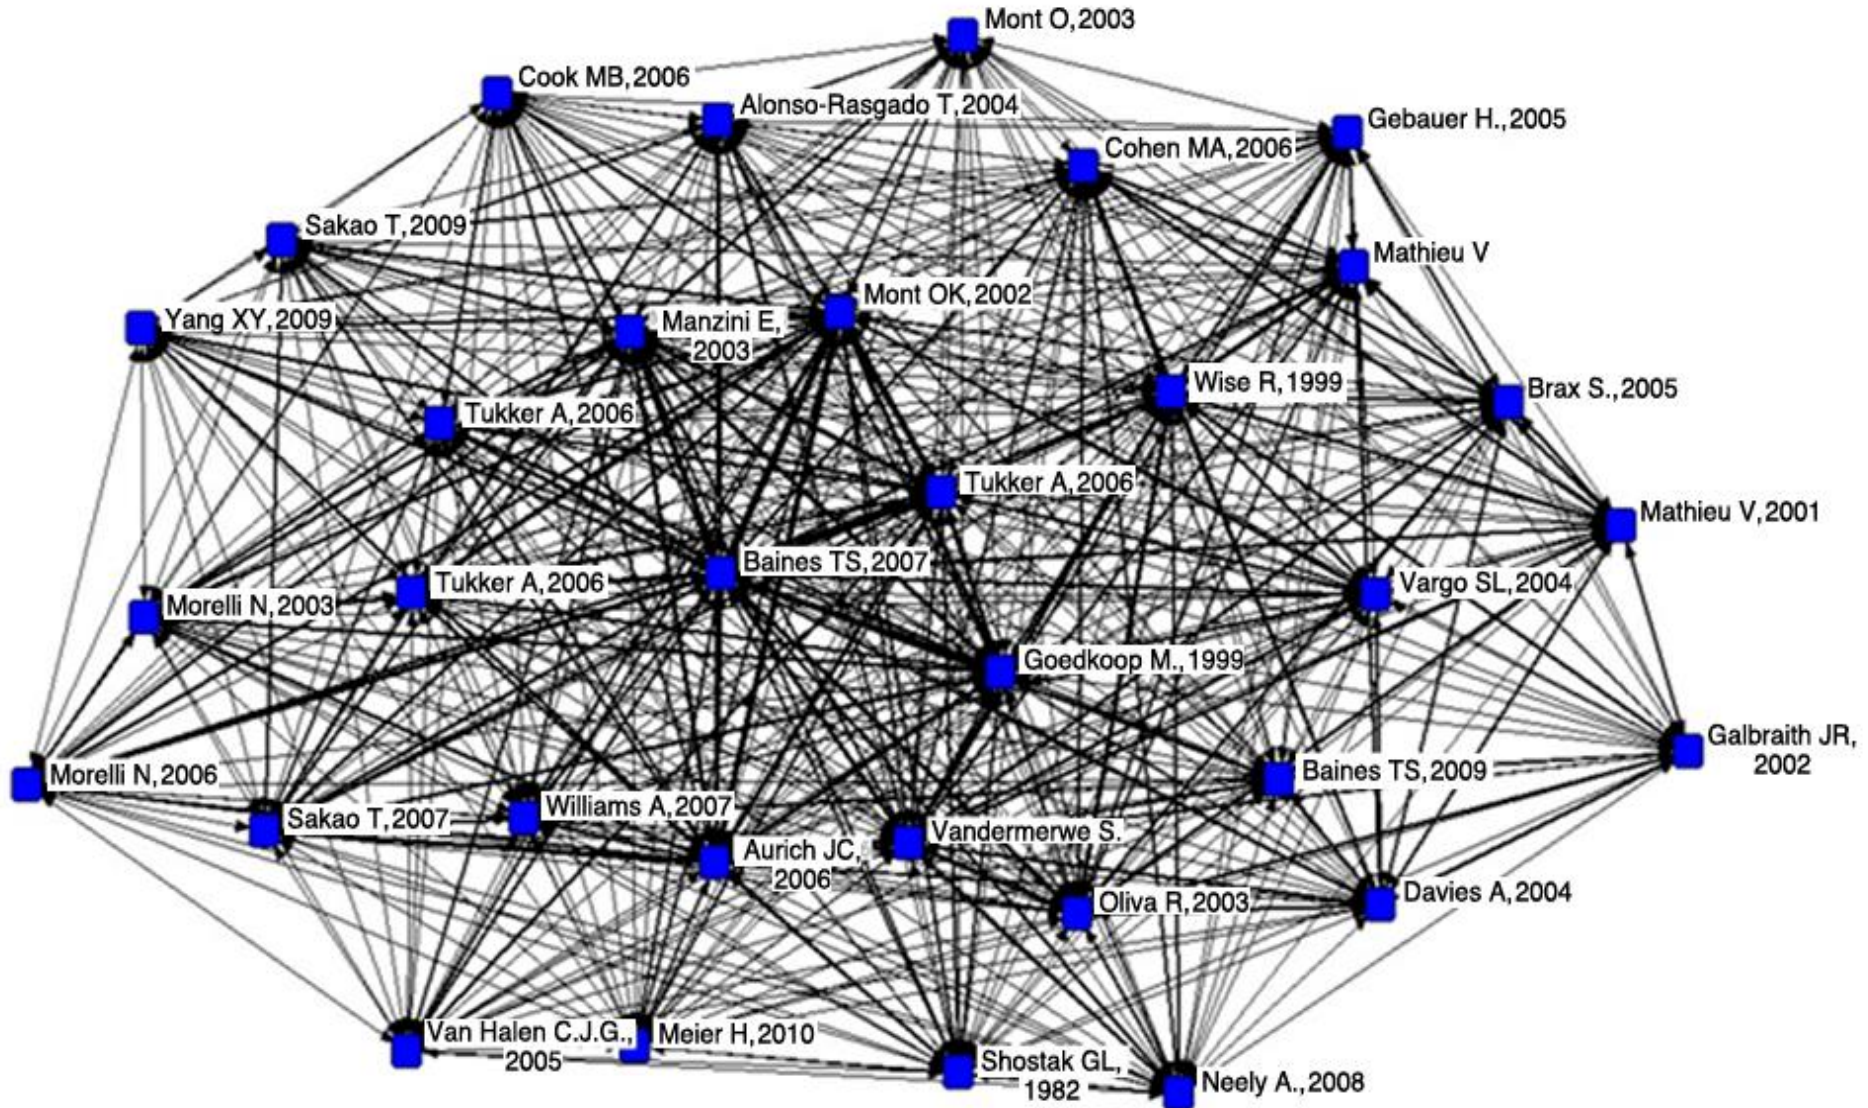 Mont O,2003
Cook MB,2006
Alonso-Rasgado T,2004
Gebauer H.,2005
Cohen MA,2006
Sakao T,2009
Mathieu V
Mont OK,2002
Yang XY,2009
Manzini E,
2003
Wise R,1999
Brax S.,2005
Tukker A,2006
Tukker A,2006
Mathieu V,2001
Baines TS,2007
Tukker A,2006
Vargo SL,2004
Morelli N,2003
Goedkoop M.,1999
Galbraith JR,
2002
Baines TS,2009
Morelli N,2006
Williams A,2007
Sakao T,2007
Vandermerwe S.
Aurich JC,
2006
Davies A,2004
Oliva R,2003
Van Halen C.J.G.,
2005
Meier H,2010
Shostak GL,
1982
Neely A.,2008